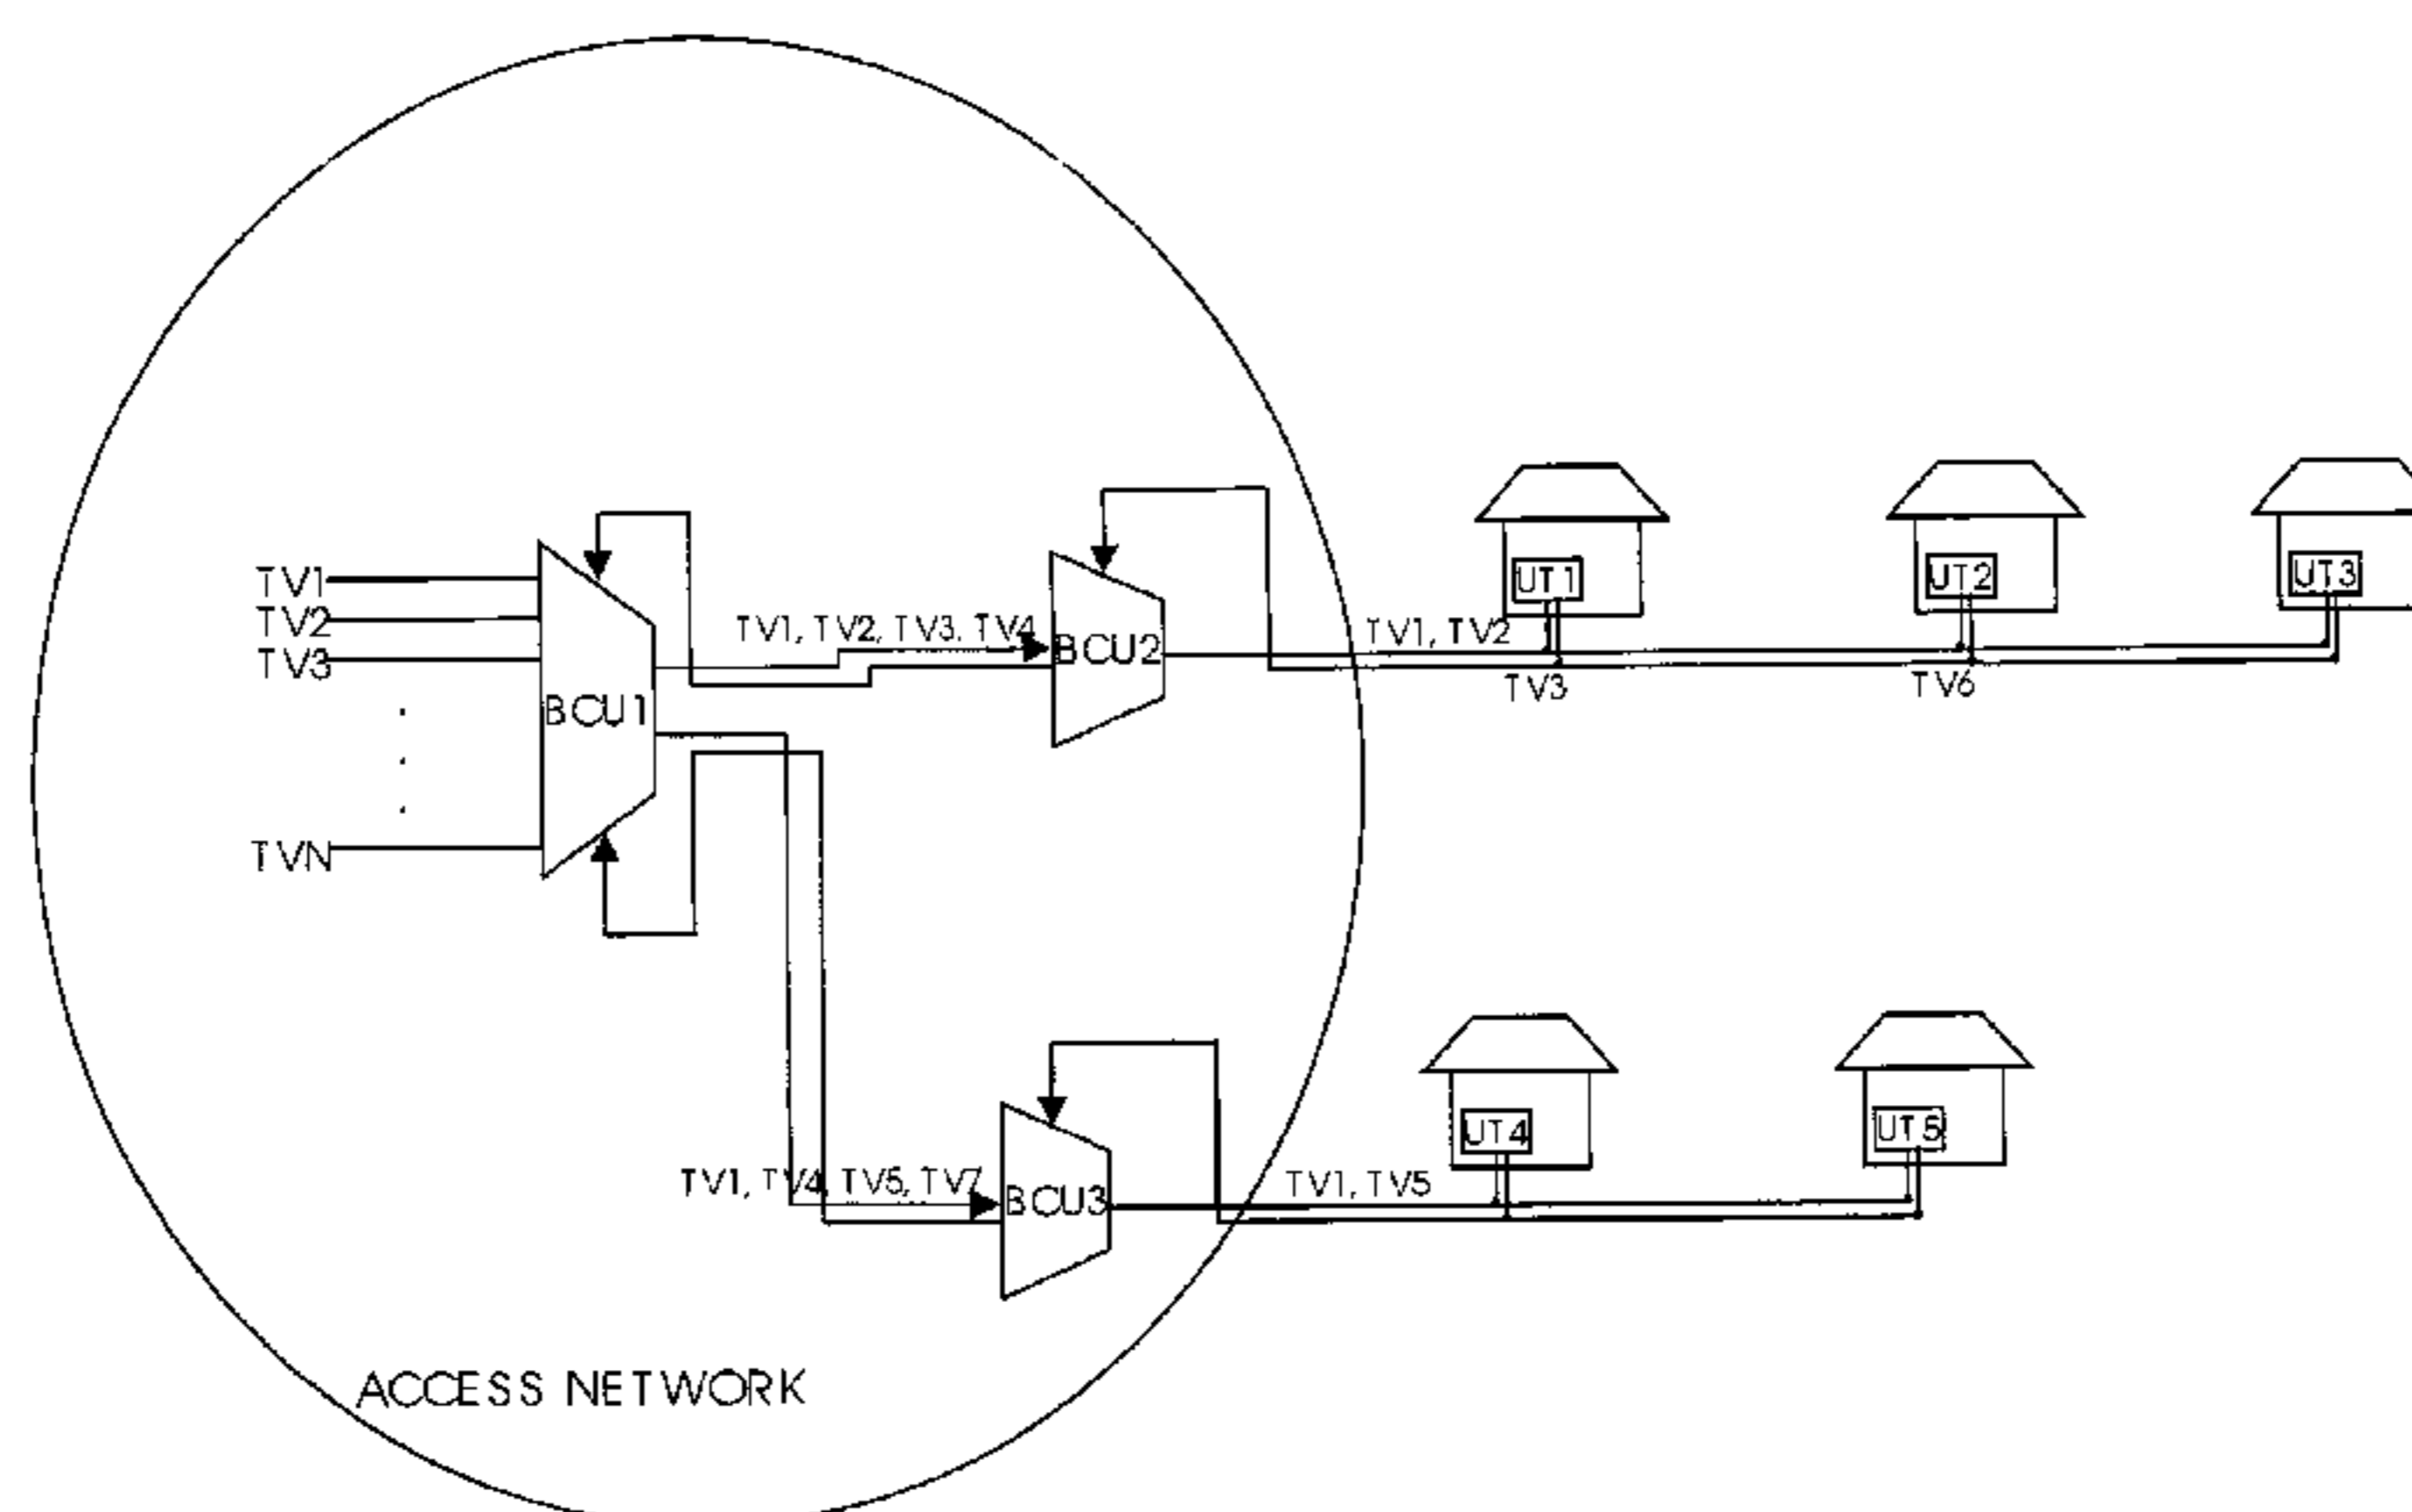 UT1
UT2
UT3
TV1
TV2
TV3
TVN
BCU1
TV1, TV2, TV3, TV4
BCU2
TV1, TV2
TV3
TV6
UT4
UT5
TV1, TV4, TV5, TV7
BCU3
TV1, TV5
ACCESS NETWORK